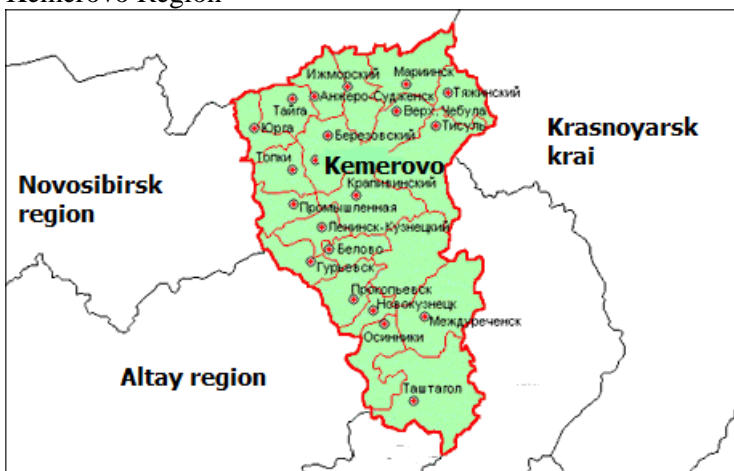 Kemerovo Region
Ижморский
Мариинск
Тяжинский
Анжеро-Судженск
Тайга
Верх. Чебула
Юрга
Тисуль
Березовский
Krasnoyarsk
krai
Топки
Kemerovo
Novosibirsk
region
Крапивинский
Промышленная
Ленинск-Кузнецкий
Белово
Гурьевск
Прокопьевск
Новокузнецк
Междуреченск
Осинники
Altay region
Таштагол